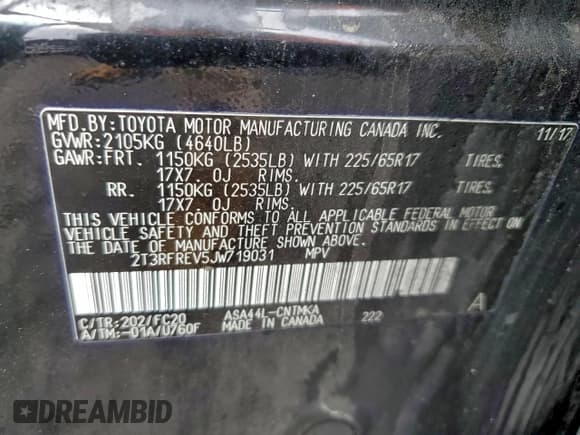 MFD.BY:TOYOTA MOTOR MANUFACTURING CANADA INC. 11/17
GVWR:2105KG (4640LB)
GAWR:FRT. 1150KG (2535LB) WITH 225/65R17 TIRES.
17X7.0J RIMS.
RR. 1150KG (2535LB) WITH 225/65R17 TIRES.
17X7.0J RIMS.
THIS VEHICLE CONFORMS TO ALL APPLICABLE FEDERAL MOTOR
VEHICLE SAFETY AND THEFT PREVENTION STANDARDS IN EFFECT ON
THE DATE OF MANUFACTURE SHOWN ABOVE.
2T3RFREV5JW719031 MPV
A
C/TR:202/FC20 ASA44L-CNTMKA 222
A/TM:-01A/U760F MADE IN CANADA
DREAMBID